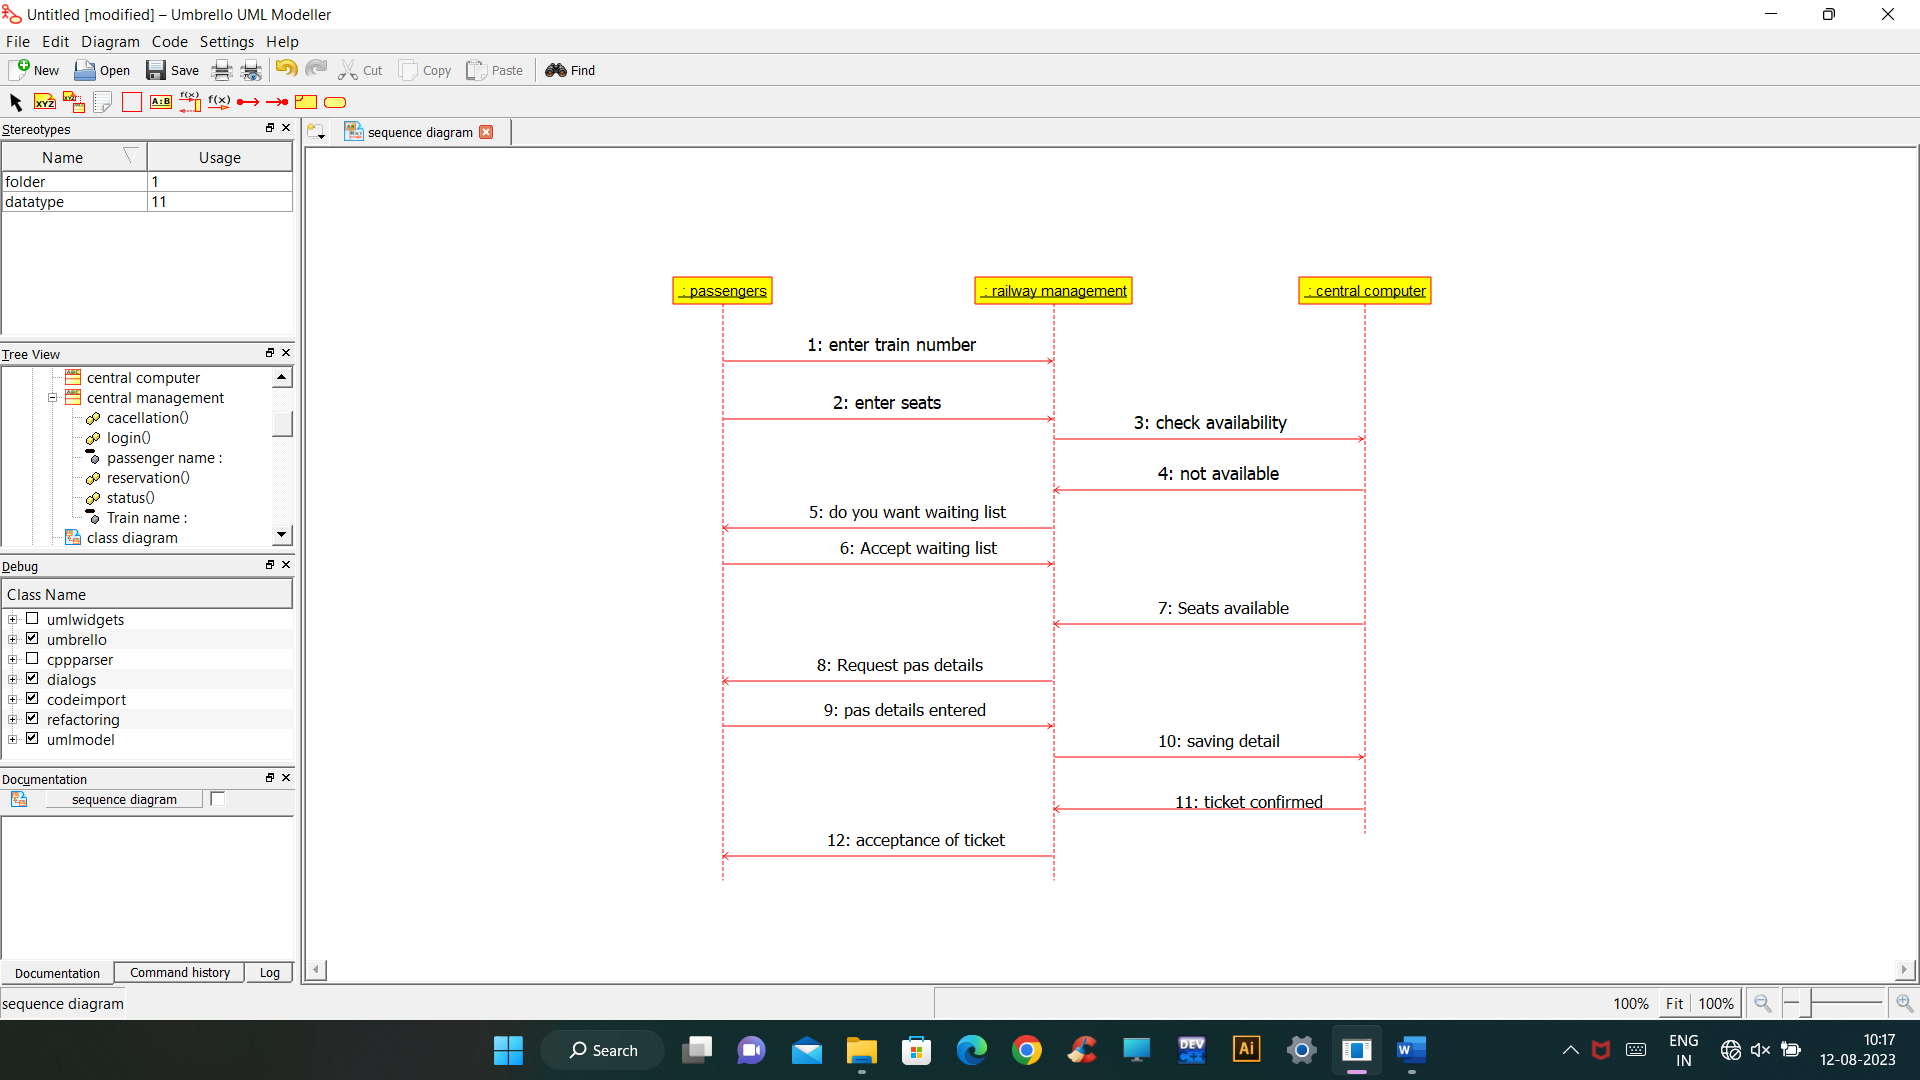 Untitled [modified] – Umbrello UML Modeller
File Edit Diagram Code Settings Help
New Open Save Cut Copy Paste Find
XYZ XYZ A:B f(x) f(x)
Stereotypes
sequence diagram
Name Usage
folder 1
datatype 11
Tree View
central computer
central management
cacellation()
login()
passenger name :
reservation()
status()
Train name :
class diagram
Debug
Class Name
umlwidgets
umbrello
cppparser
dialogs
codeimport
refactoring
umlmodel
Documentation
sequence diagram
Documentation Command history Log
: passengers
: railway management
: central computer
1: enter train number
2: enter seats
3: check availability
4: not available
5: do you want waiting list
6: Accept waiting list
7: Seats available
8: Request pas details
9: pas details entered
10: saving detail
11: ticket confirmed
12: acceptance of ticket
sequence diagram
100% Fit 100%
Search
DEV C++
Ai
W
ENG
IN
10:17
12-08-2023